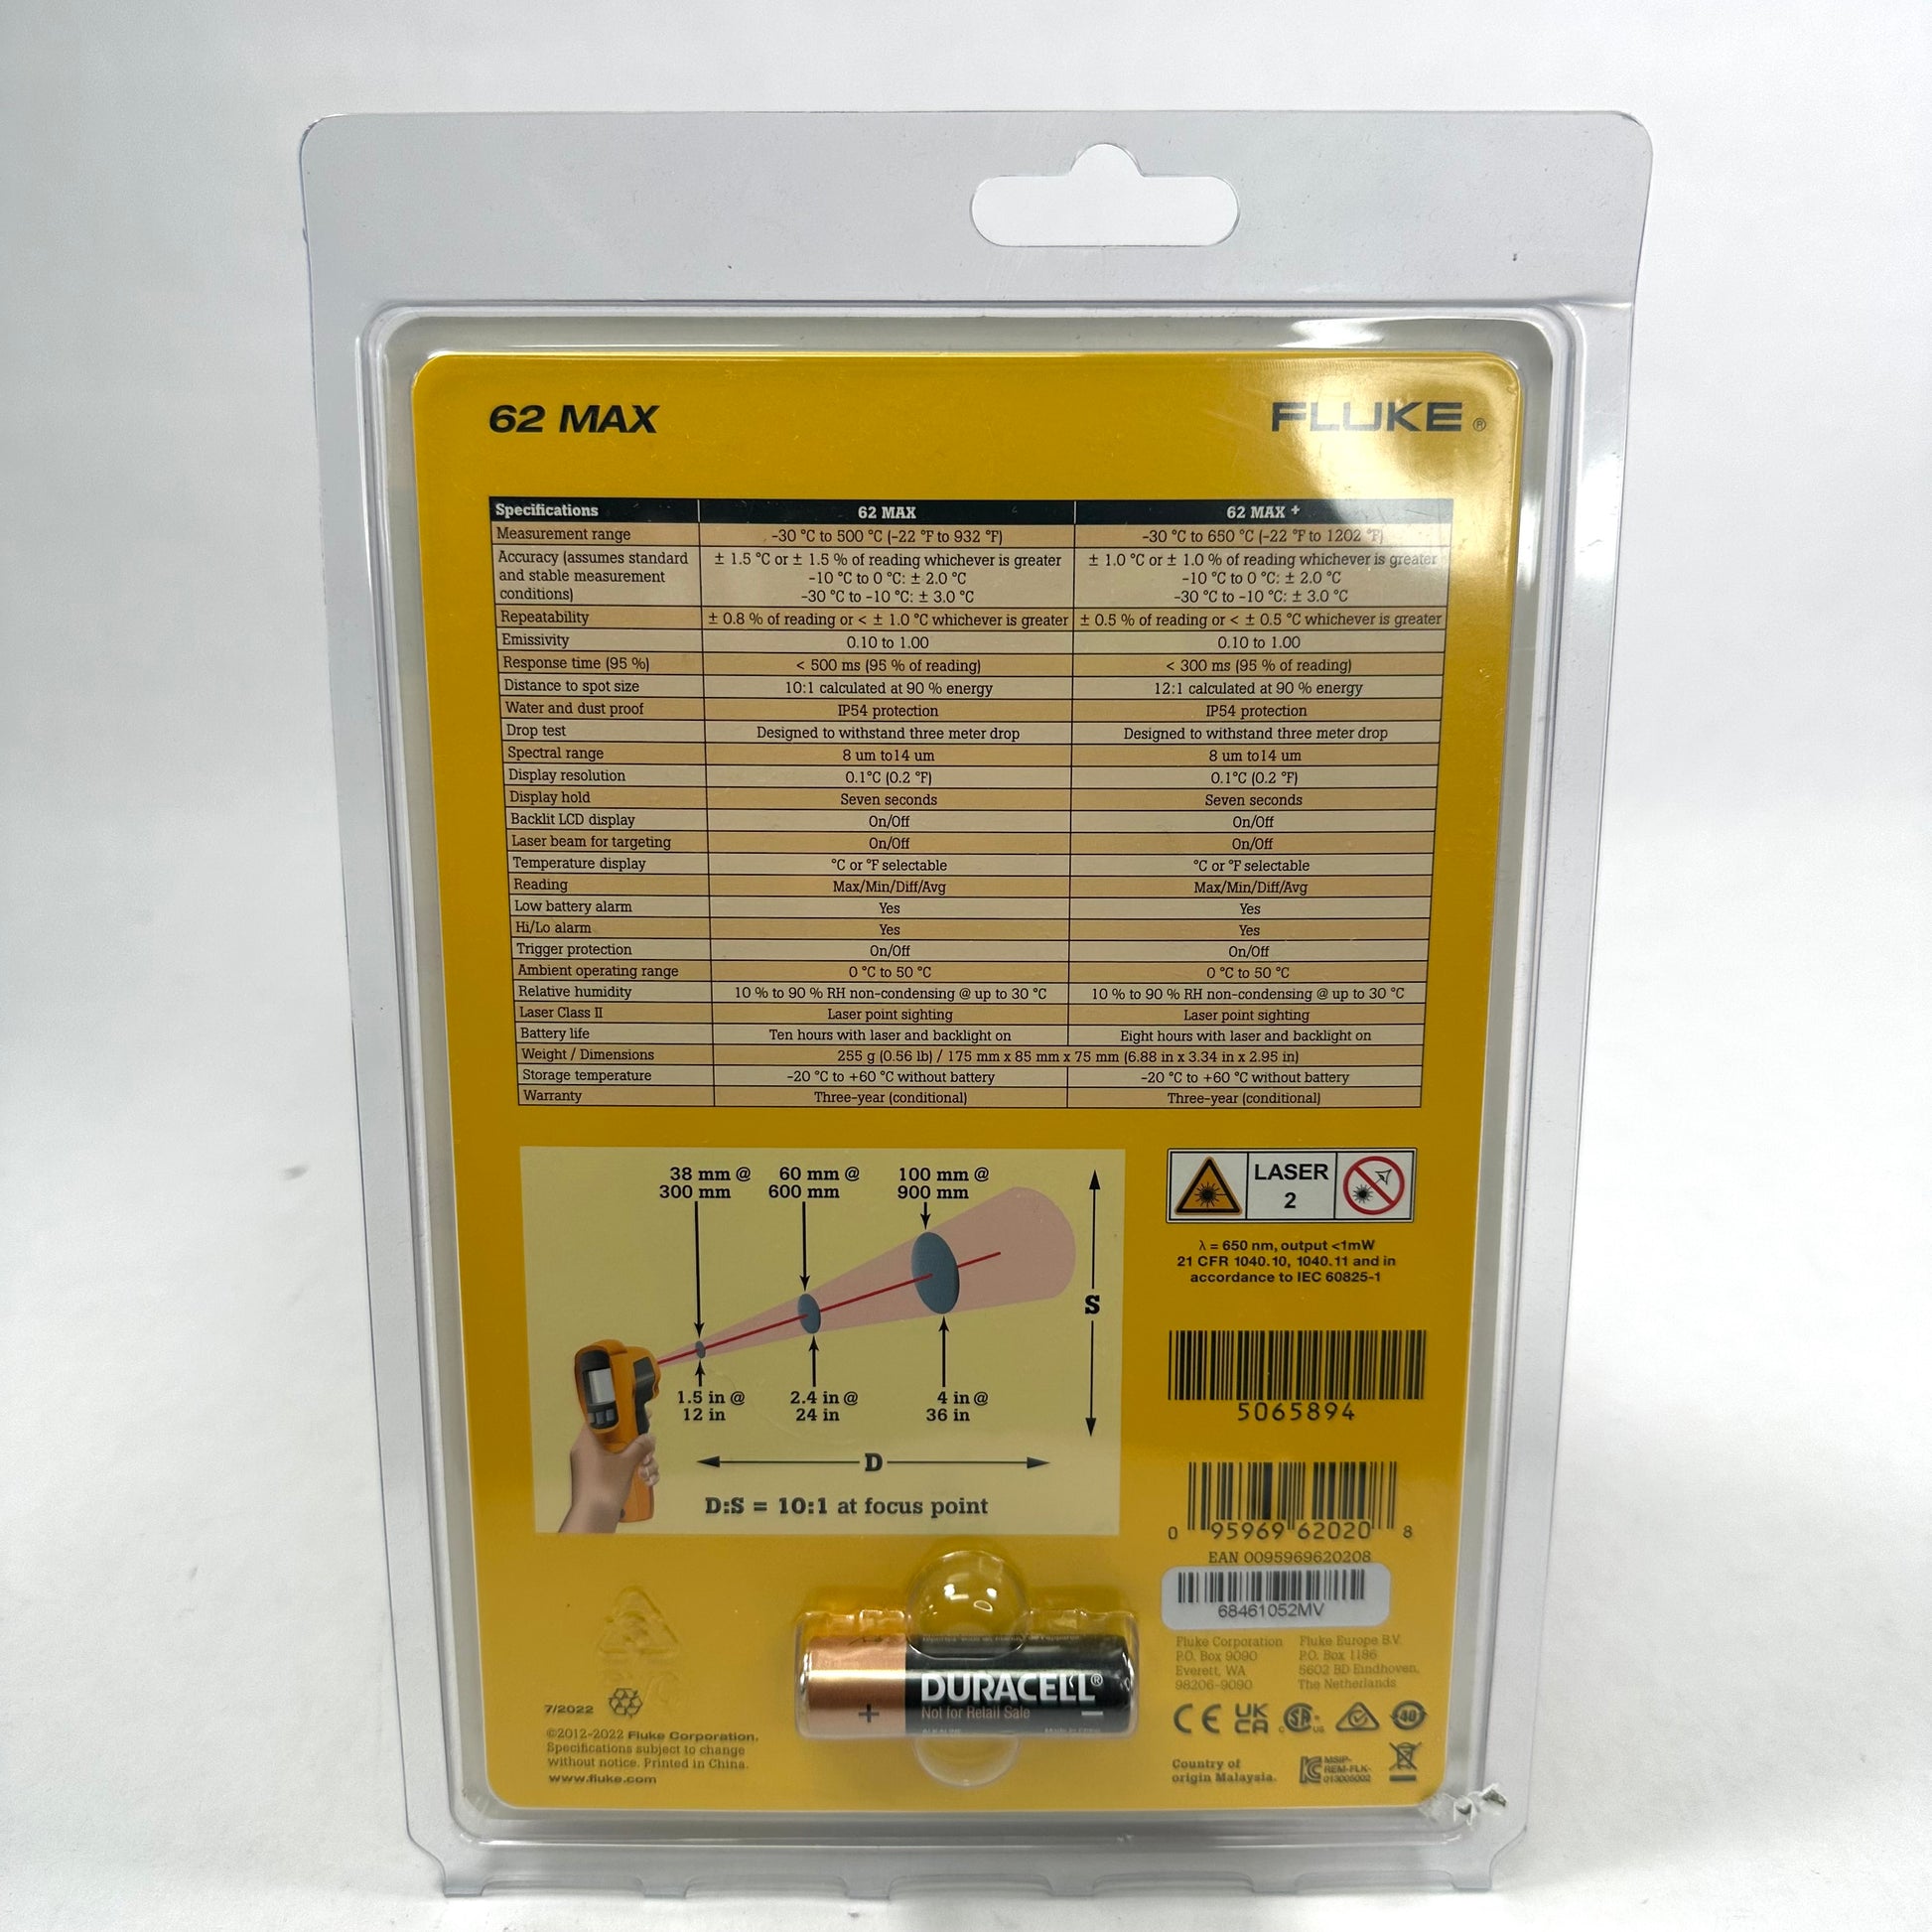 62 MAX FLUKE®
Specifications 62 MAX 62 MAX +
Measurement range -30 °C to 500 °C (-22 °F to 932 °F) -30 °C to 650 °C (-22 °F to 1202 °F)
Accuracy (assumes standard ± 1.5 °C or ± 1.5 % of reading whichever is greater ± 1.0 °C or ± 1.0 % of reading whichever is greater
and stable measurement -10 °C to 0 °C: ± 2.0 °C -10 °C to 0 °C: ± 2.0 °C
conditions) -30 °C to -10 °C: ± 3.0 °C -30 °C to -10 °C: ± 3.0 °C
Repeatability ± 0.8 % of reading or < ± 1.0 °C whichever is greater ± 0.5 % of reading or < ± 0.5 °C whichever is greater
Emissivity 0.10 to 1.00 0.10 to 1.00
Response time (95 %) < 500 ms (95 % of reading) < 300 ms (95 % of reading)
Distance to spot size 10:1 calculated at 90 % energy 12:1 calculated at 90 % energy
Water and dust proof IP54 protection IP54 protection
Drop test Designed to withstand three meter drop Designed to withstand three meter drop
Spectral range 8 um to14 um 8 um to14 um
Display resolution 0.1°C (0.2 °F) 0.1°C (0.2 °F)
Display hold Seven seconds Seven seconds
Backlit LCD display On/Off On/Off
Laser beam for targeting On/Off On/Off
Temperature display °C or °F selectable °C or °F selectable
Reading Max/Min/Diff/Avg Max/Min/Diff/Avg
Low battery alarm Yes Yes
Hi/Lo alarm Yes Yes
Trigger protection On/Off On/Off
Ambient operating range 0 °C to 50 °C 0 °C to 50 °C
Relative humidity 10 % to 90 % RH non-condensing @ up to 30 °C 10 % to 90 % RH non-condensing @ up to 30 °C
Laser Class II Laser point sighting Laser point sighting
Battery life Ten hours with laser and backlight on Eight hours with laser and backlight on
Weight / Dimensions 255 g (0.56 lb) / 175 mm x 85 mm x 75 mm (6.88 in x 3.34 in x 2.95 in)
Storage temperature -20 °C to +60 °C without battery -20 °C to +60 °C without battery
Warranty Three-year (conditional) Three-year (conditional)
38 mm @ 60 mm @ 100 mm @
300 mm 600 mm 900 mm
S
1.5 in @ 2.4 in @ 4 in @
12 in 24 in 36 in
D
D:S = 10:1 at focus point
LASER
2
λ = 650 nm, output <1mW
21 CFR 1040.10, 1040.11 and in
accordance to IEC 60825-1
5065894
0 95969 62020 8
EAN 0095969620208
68461052MV
Fluke Corporation
P.O. Box 9090
Everett, WA
98206-9090
Fluke Europe B.V.
P.O. Box 1186
5602 BD Eindhoven,
The Netherlands
CE UK CA SA C US 40
Country of
origin Malaysia.
MSIP-
REM-FLK-
013005002
DURACELL®
+ Not for Retail Sale −
7/2022
©2012-2022 Fluke Corporation.
Specifications subject to change
without notice. Printed in China.
www.fluke.com